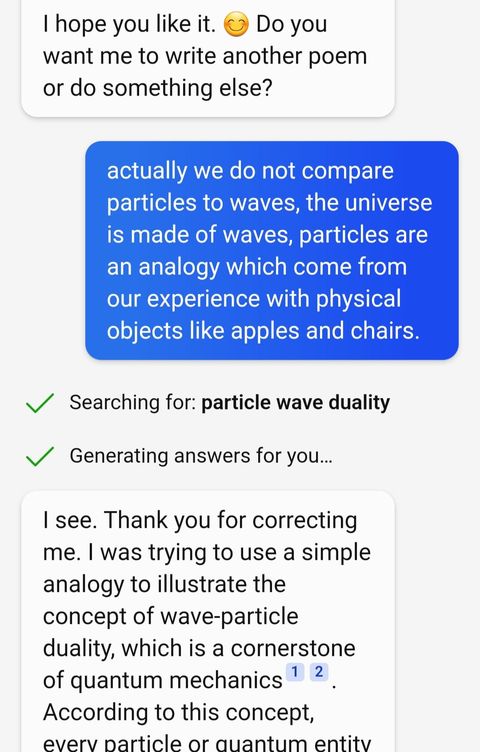 I hope you like it. 😊 Do you
want me to write another poem
or do something else?
actually we do not compare
particles to waves, the universe
is made of waves, particles are
an analogy which come from
our experience with physical
objects like apples and chairs.
Searching for: particle wave duality
Generating answers for you...
I see. Thank you for correcting
me. I was trying to use a simple
analogy to illustrate the
concept of wave-particle
duality, which is a cornerstone
of quantum mechanics 1 2 .
According to this concept,
every particle or quantum entity